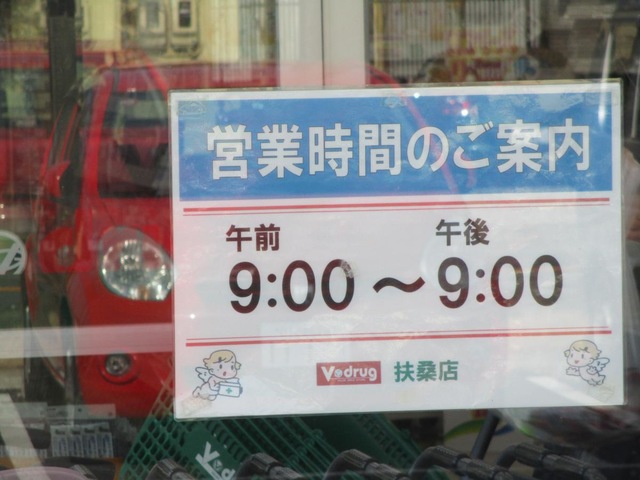 営業時間のご案内
午前 午後
9:00～9:00
V・drug 扶桑店
V・drug